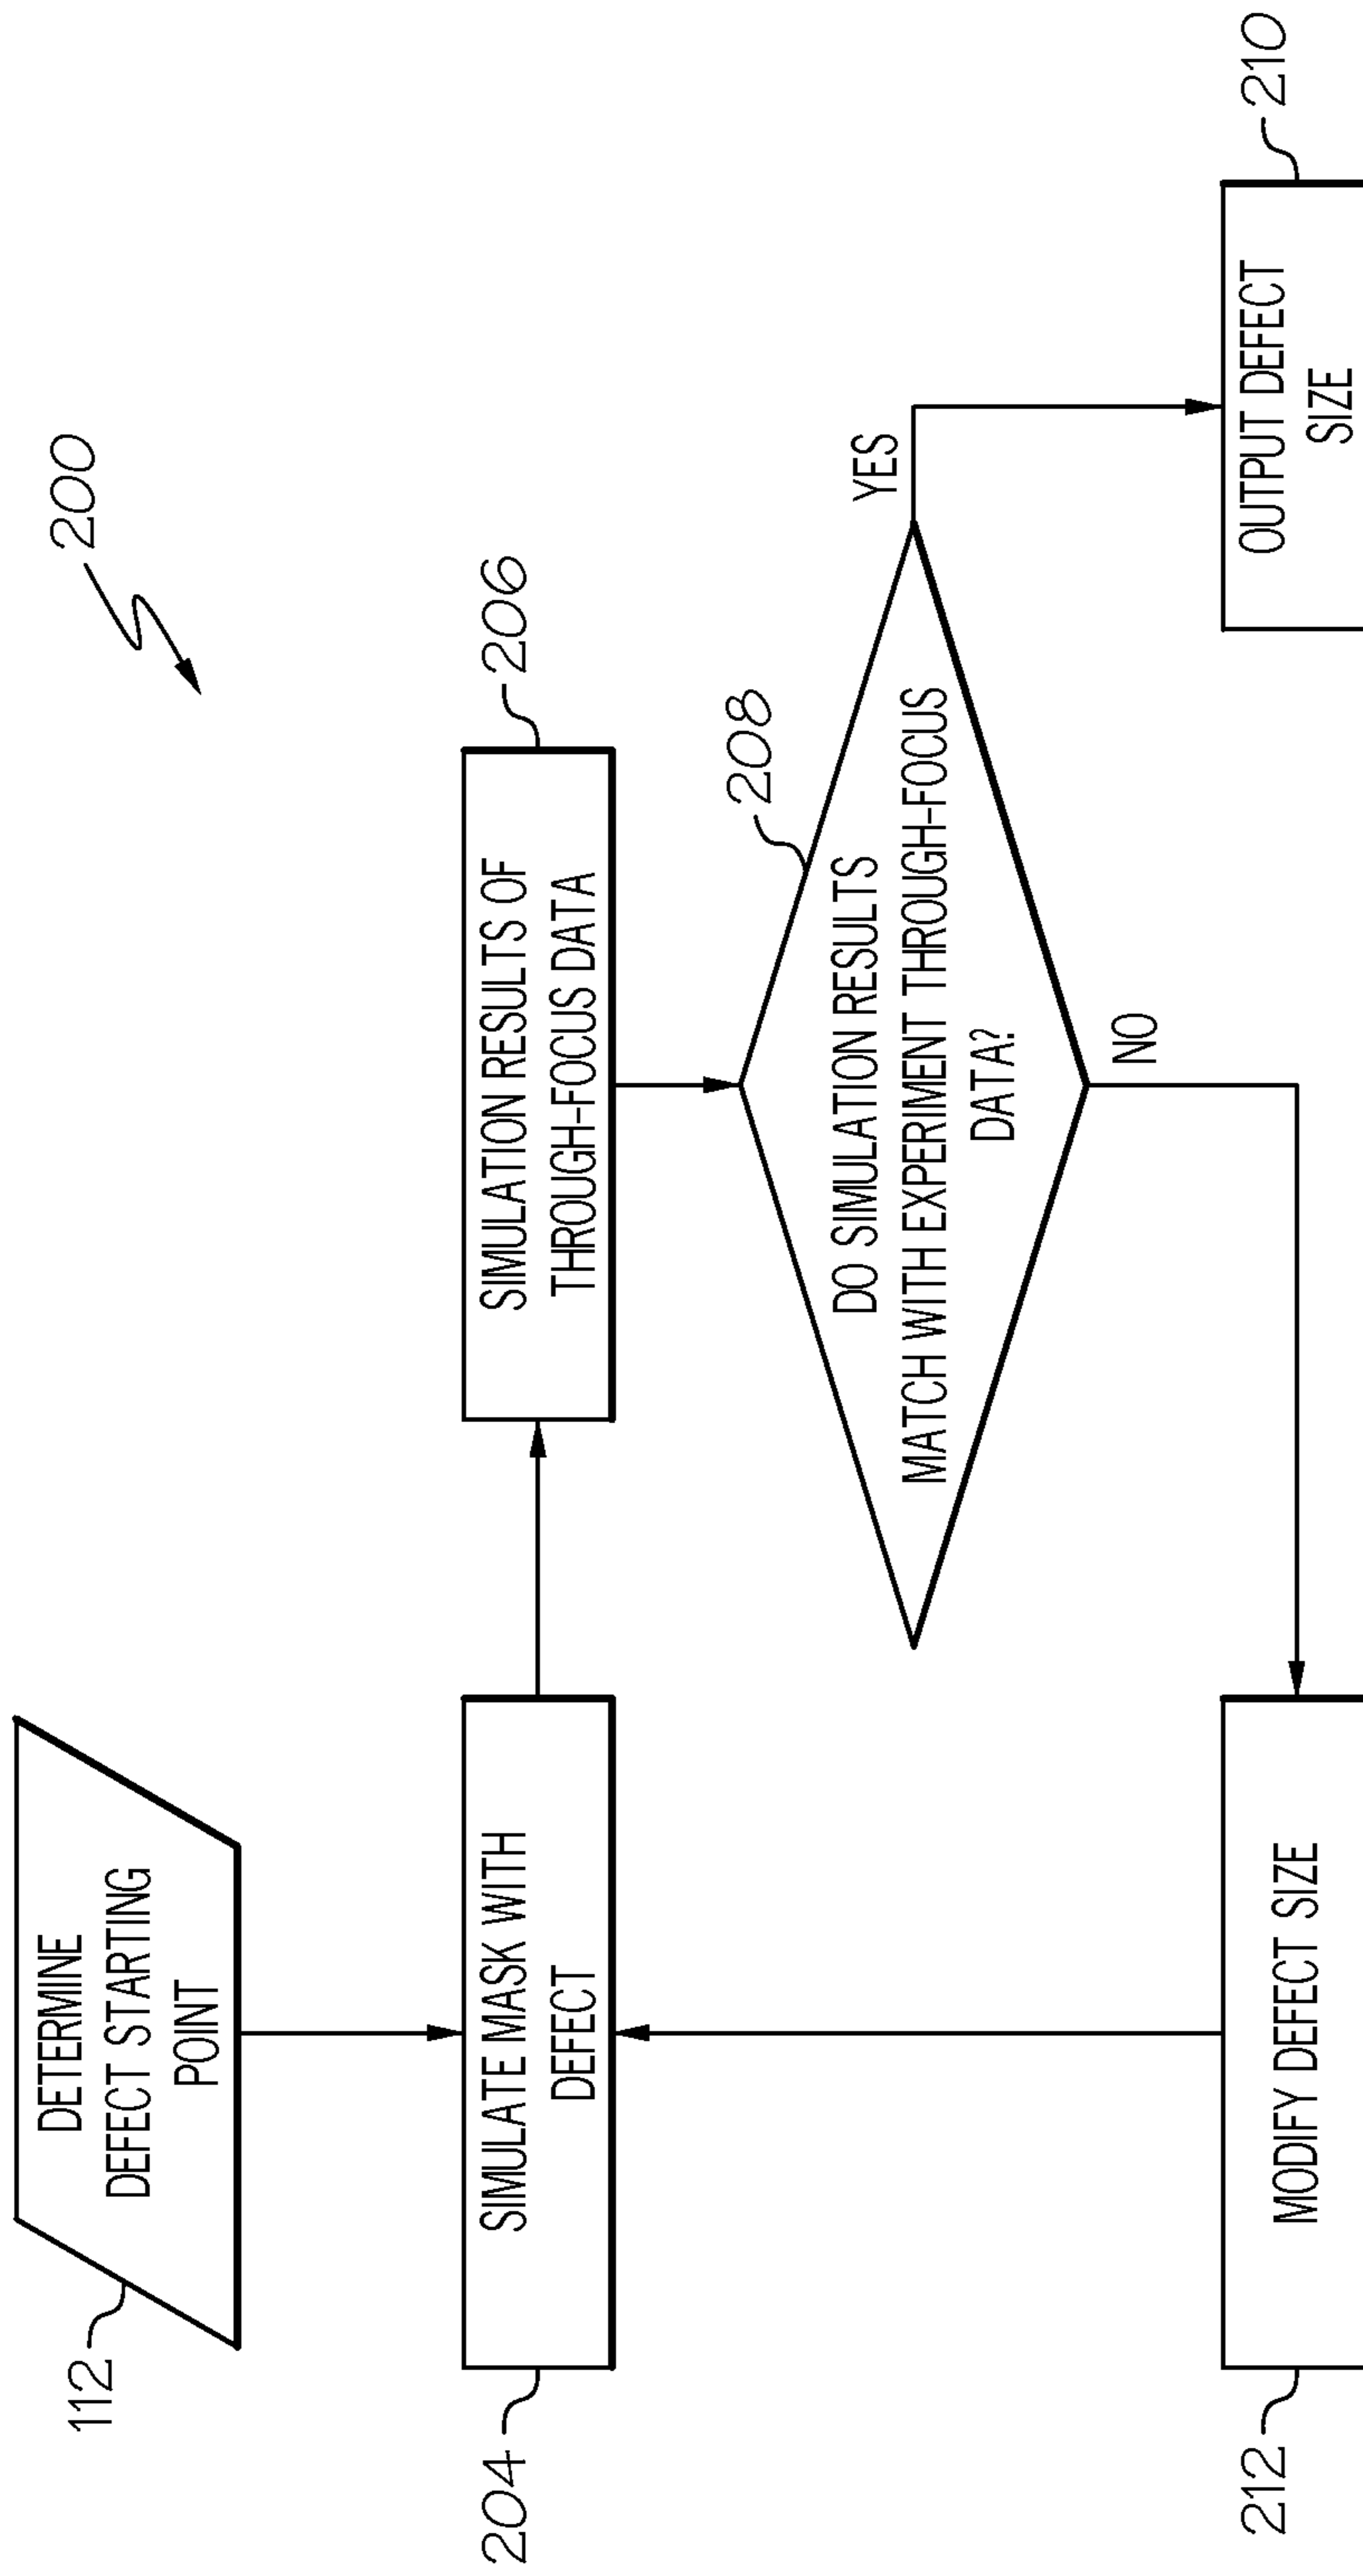 200
112
DETERMINE
DEFECT STARTING
POINT
204
SIMULATE MASK WITH
DEFECT
206
SIMULATION RESULTS OF
THROUGH-FOCUS DATA
208
DO SIMULATION RESULTS
MATCH WITH EXPERIMENT THROUGH-FOCUS
DATA?
YES
NO
212
MODIFY DEFECT SIZE
210
OUTPUT DEFECT
SIZE